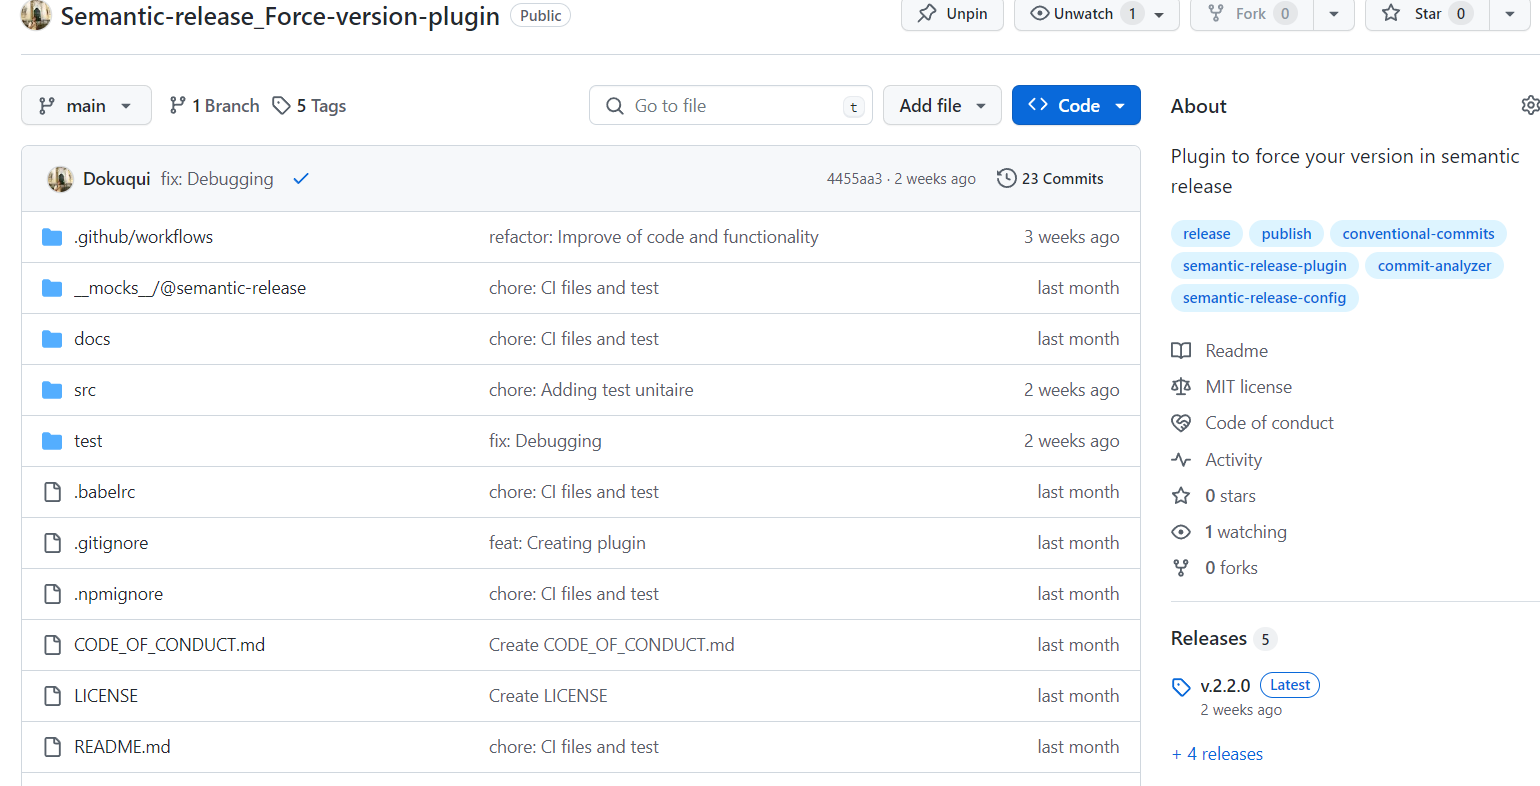 Semantic-release_Force-version-plugin Public
Unpin Unwatch 1 Fork 0 Star 0
main 1 Branch 5 Tags Go to file t Add file Code
Dokuqui fix: Debugging 4455aa3 · 2 weeks ago 23 Commits
.github/workflows refactor: Improve of code and functionality 3 weeks ago
__mocks__/@semantic-release chore: CI files and test last month
docs chore: CI files and test last month
src chore: Adding test unitaire 2 weeks ago
test fix: Debugging 2 weeks ago
.babelrc chore: CI files and test last month
.gitignore feat: Creating plugin last month
.npmignore chore: CI files and test last month
CODE_OF_CONDUCT.md Create CODE_OF_CONDUCT.md last month
LICENSE Create LICENSE last month
README.md chore: CI files and test last month
About
Plugin to force your version in semantic
release
release publish conventional-commits
semantic-release-plugin commit-analyzer
semantic-release-config
Readme
MIT license
Code of conduct
Activity
0 stars
1 watching
0 forks
Releases 5
v.2.2.0 Latest
2 weeks ago
+ 4 releases